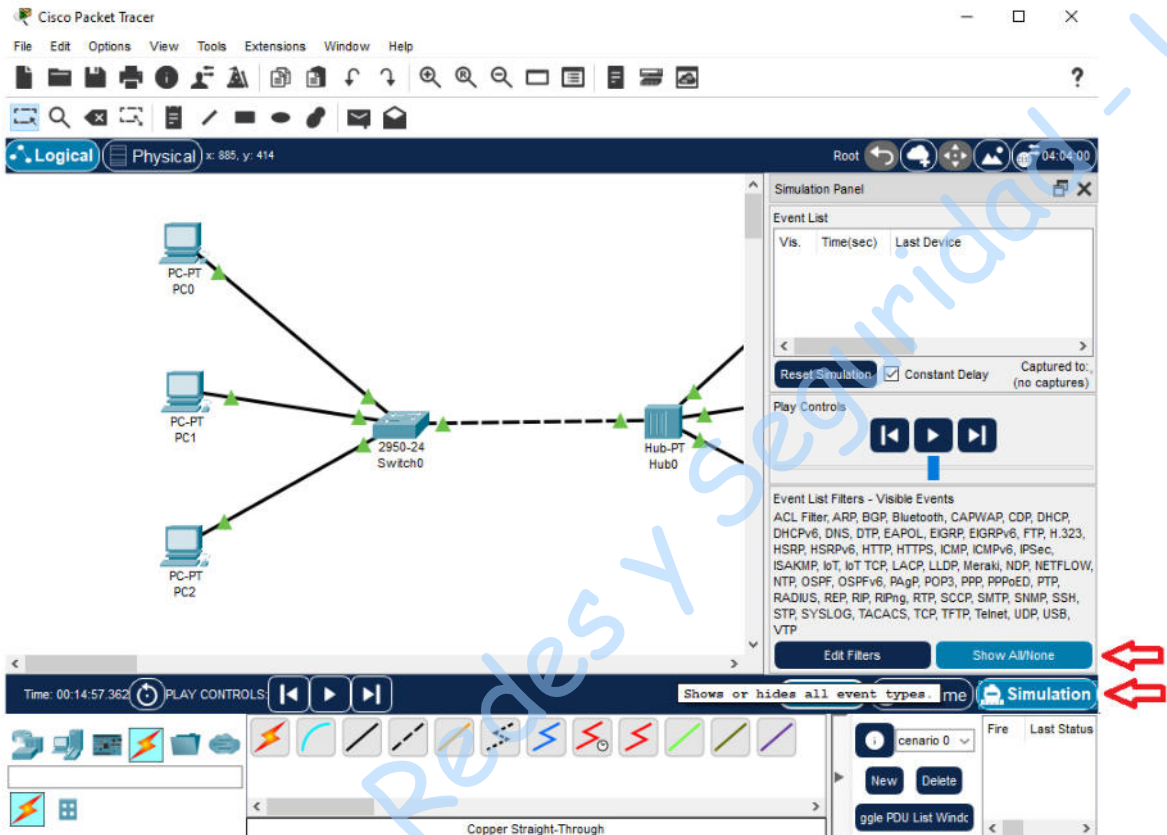 Cisco Packet Tracer
File Edit Options View Tools Extensions Window Help
?
Logical Physical x: 885, y: 414 Root 04:04:00
Simulation Panel
Event List
Vis. Time(sec) Last Device
Reset Simulation Constant Delay Captured to:
(no captures)
Play Controls
PC-PT
PC0
PC-PT
PC1
2950-24
Switch0
Hub-PT
Hub0
PC-PT
PC2
Event List Filters - Visible Events
ACL Filter, ARP, BGP, Bluetooth, CAPWAP, CDP, DHCP,
DHCPv6, DNS, DTP, EAPOL, EIGRP, EIGRPv6, FTP, H.323,
HSRP, HSRPv6, HTTP, HTTPS, ICMP, ICMPv6, IPSec,
ISAKMP, IoT, IoT TCP, LACP, LLDP, Meraki, NDP, NETFLOW,
NTP, OSPF, OSPFv6, PAgP, POP3, PPP, PPPoED, PTP,
RADIUS, REP, RIP, RIPng, RTP, SCCP, SMTP, SNMP, SSH,
STP, SYSLOG, TACACS, TCP, TFTP, Telnet, UDP, USB,
VTP
Edit Filters Show All/None
Time: 00:14:57.362 PLAY CONTROLS: Shows or hides all event types. me Simulation
cenario 0 Fire Last Status
New Delete
ggle PDU List Windo
Copper Straight-Through
Redes y Seguridad -